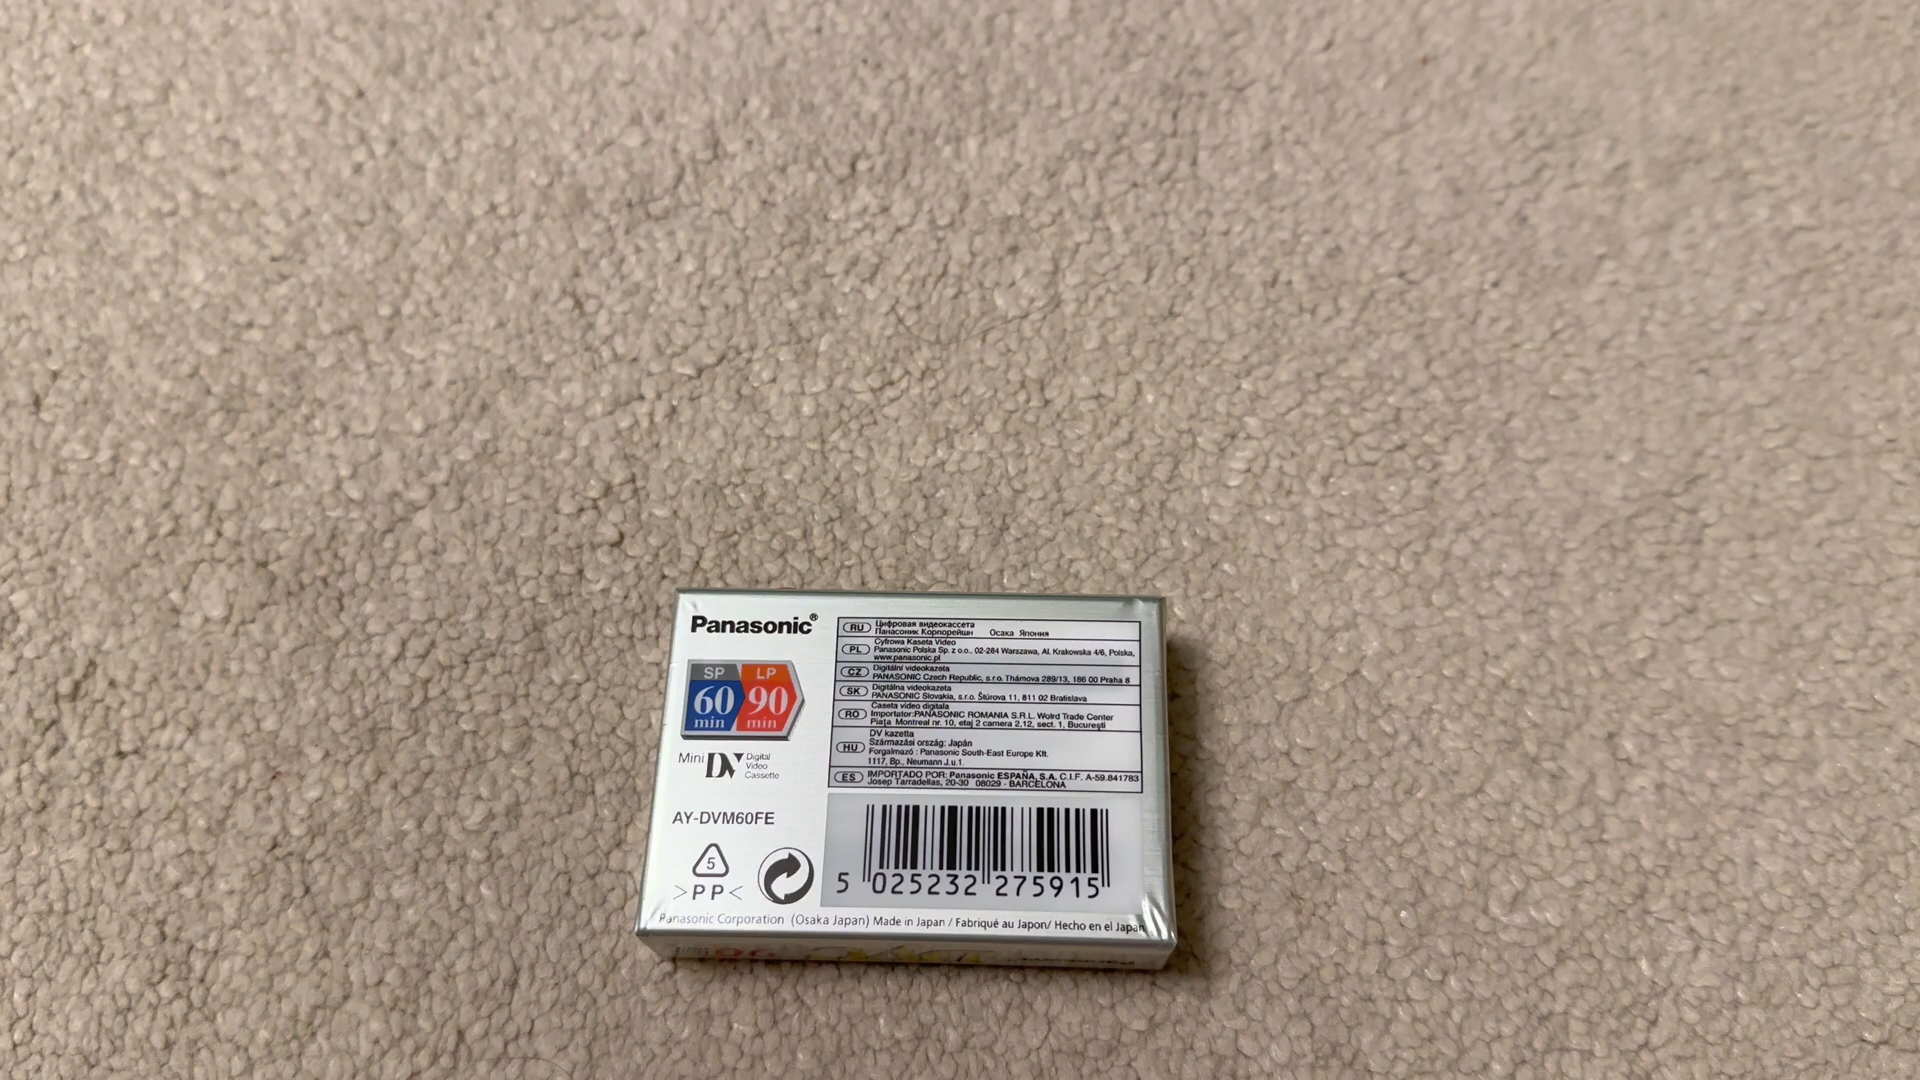 Panasonic®
SP LP
60 90
min min
Mini DV Digital
Video
Cassette
AY-DVM60FE
5
>PP<
RU Цифровая видеокассета
Панасоник Корпорейшн Осака Япония
PL Cyfrowa Kaseta Video
Panasonic Polska Sp. z o.o., 02-284 Warszawa, Al. Krakowska 4/6, Polska,
www.panasonic.pl
CZ Digitální videokazeta
PANASONIC Czech Republic, s.r.o. Thámova 289/13, 186 00 Praha 8
SK Digitálna videokazeta
PANASONIC Slovakia, s.r.o. Štúrova 11, 811 02 Bratislava
RO Caseta video digitala
Importator:PANASONIC ROMANIA S.R.L. Wolrd Trade Center
Piaţa Montreal nr. 10, etaj 2 camera 2.12, sect. 1, Bucureşti
HU DV kazetta
Származási ország: Japán
Forgalmazó : Panasonic South-East Europe Kft.
1117, Bp., Neumann J.u.1.
ES IMPORTADO POR: Panasonic ESPAÑA, S.A. C.I.F. A-59.841783
Josep Tarradellas, 20-30 08029 - BARCELONA
5 025232 275915
Panasonic Corporation (Osaka Japan) Made in Japan / Fabriqué au Japon/ Hecho en el Japan